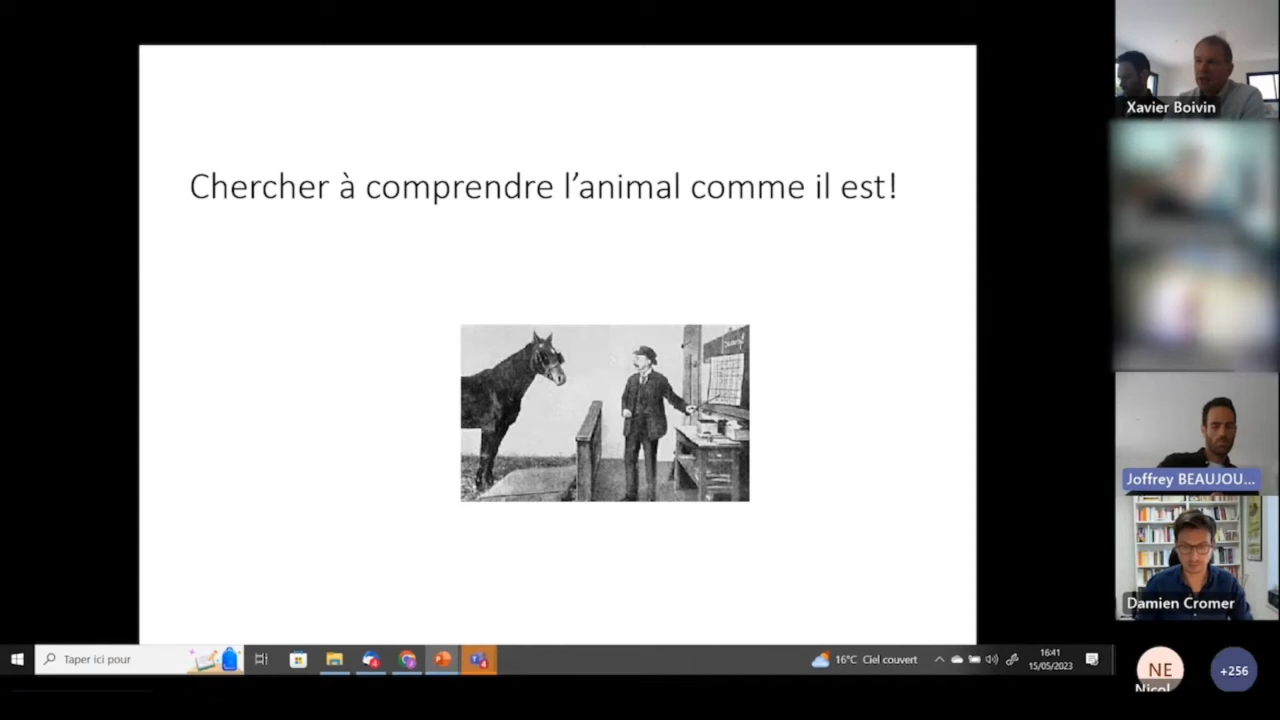 Chercher à comprendre l’animal comme il est!
Xavier Boivin
Joffrey BEAUJOU...
Damien Cromer
Taper ici pour
16°C Ciel couvert
16:41
15/05/2023
NE
Nicol
+256